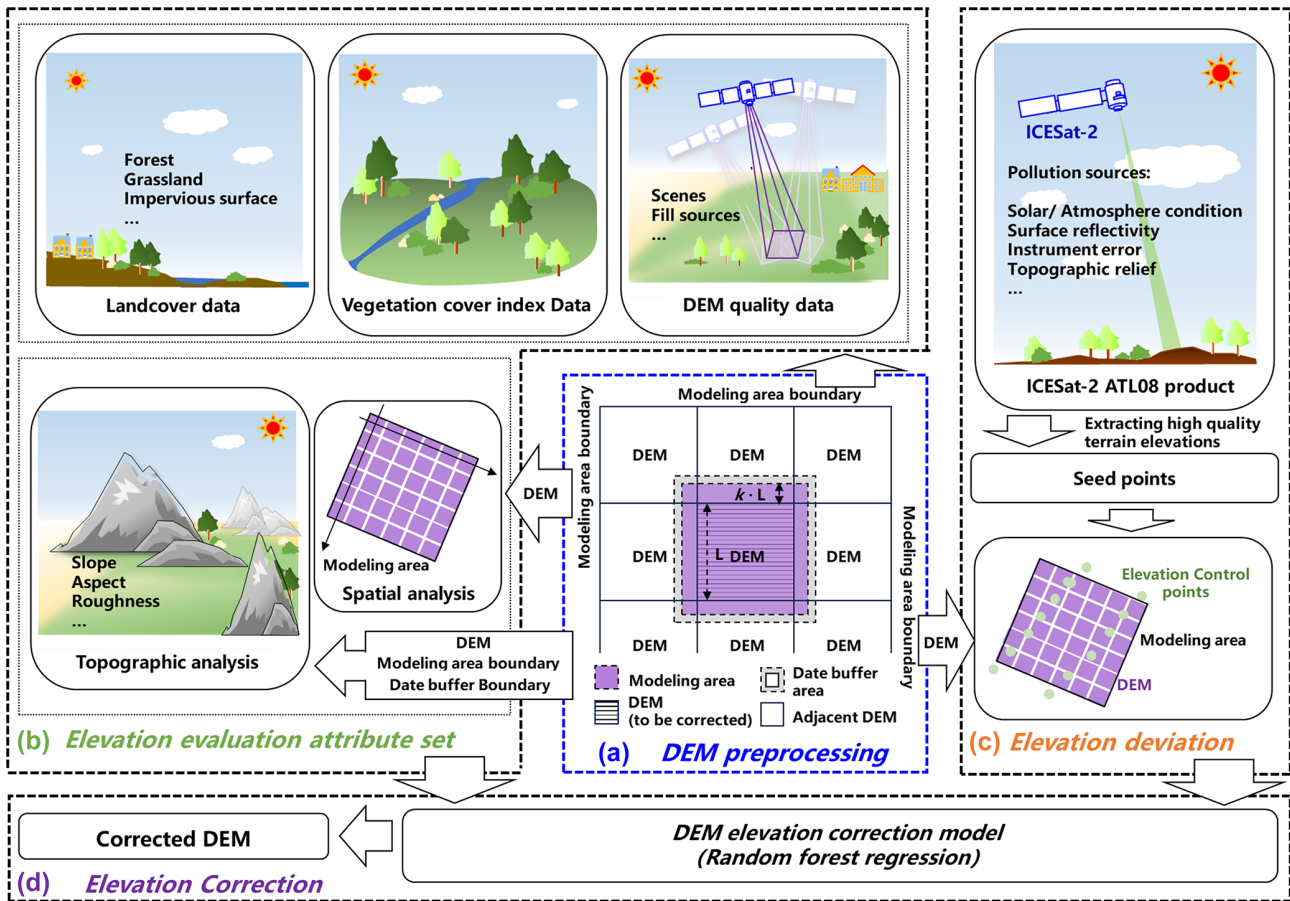 Forest
Grassland
Impervious surface
...
Landcover data
Vegetation cover index Data
Scenes
Fill sources
...
DEM quality data
ICESat-2
Pollution sources:
Solar/ Atmosphere condition
Surface reflectivity
Instrument error
Topographic relief
...
ICESat-2 ATL08 product
Extracting high quality
terrain elevations
Seed points
Elevation Control
points
Modeling area
DEM
(c) Elevation deviation
Slope
Aspect
Roughness
...
Topographic analysis
Modeling area
Spatial analysis
DEM
DEM
Modeling area boundary
Date buffer Boundary
(b) Elevation evaluation attribute set
Modeling area boundary
Modeling area boundary
Modeling area boundary
DEM DEM DEM
k · L
DEM L DEM DEM
DEM DEM DEM
DEM
Modeling area
Date buffer
area
DEM
(to be corrected)
Adjacent DEM
(a) DEM preprocessing
DEM elevation correction model
(Random forest regression)
Corrected DEM
(d) Elevation Correction